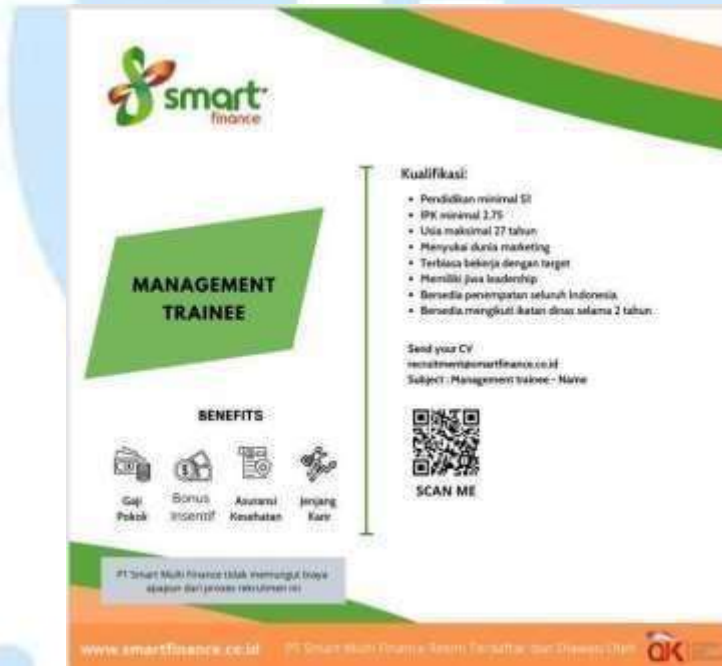 smart
finance
MANAGEMENT
TRAINEE
BENEFITS
Gaji
Pokok
Bonus
Insentif
Asuransi
Kesehatan
Jenjang
Karir
PT Smart Multi Finance tidak memungut biaya
apapun dari proses rekrutmen ini
Kualifikasi:
• Pendidikan minimal S1
• IPK minimal 2.75
• Usia maksimal 27 tahun
• Menyukai dunia marketing
• Terbiasa bekerja dengan target
• Memiliki jiwa leadership
• Bersedia penempatan seluruh Indonesia
• Bersedia mengikuti ikatan dinas selama 2 tahun
Send your CV
recruitment@smartfinance.co.id
Subject : Management trainee - Name
SCAN ME
www.smartfinance.co.id PT Smart Multi Finance Resmi Terdaftar dan Diawasi Oleh